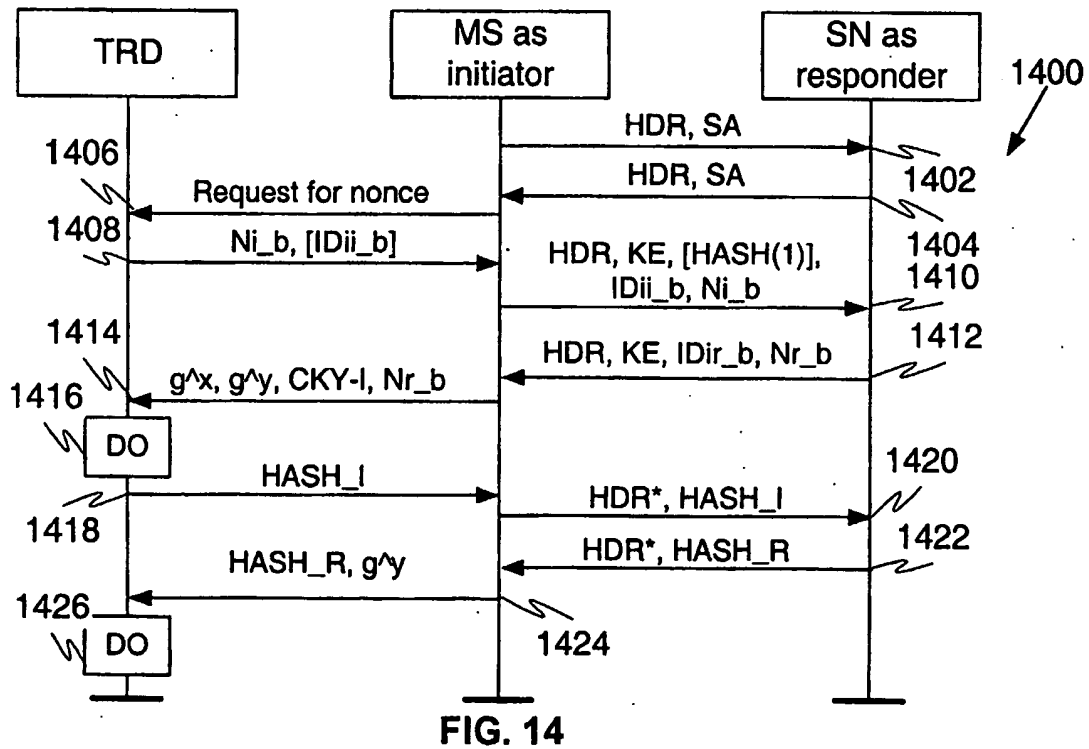 TRD
MS as
initiator
SN as
responder
1400
HDR, SA
1402
1406
HDR, SA
Request for nonce
1404
1408
Ni_b, [IDii_b]
HDR, KE, [HASH(1)],
IDii_b, Ni_b
1410
1412
HDR, KE, IDir_b, Nr_b
1414
g^x, g^y, CKY-I, Nr_b
1416
DO
HASH_I
1418
1420
HDR*, HASH_I
1422
HDR*, HASH_R
HASH_R, g^y
1424
1426
DO
FIG. 14